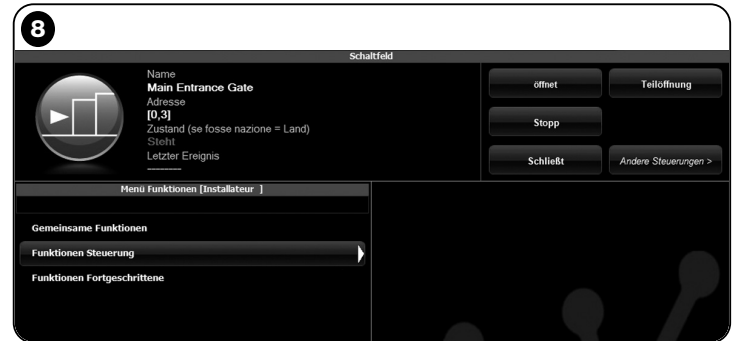 8
Schaltfeld
Name
Main Entrance Gate
Adresse
[0,3]
Zustand (se fosse nazione = Land)
Steht
Letzter Ereignis
--------
öffnet
Teilöffnung
Stopp
Schließt
Andere Steuerungen >
Menü Funktionen [Installateur ]
Gemeinsame Funktionen
Funktionen Steuerung
Funktionen Fortgeschrittene